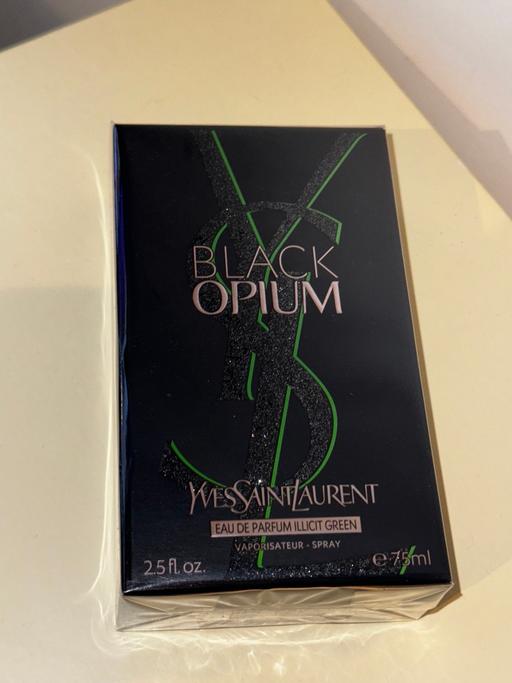 BLACK
OPIUM
YVESSAINTLAURENT
EAU DE PARFUM ILLICIT GREEN
VAPORISATEUR - SPRAY
2.5 fl. oz. ℮ 75ml